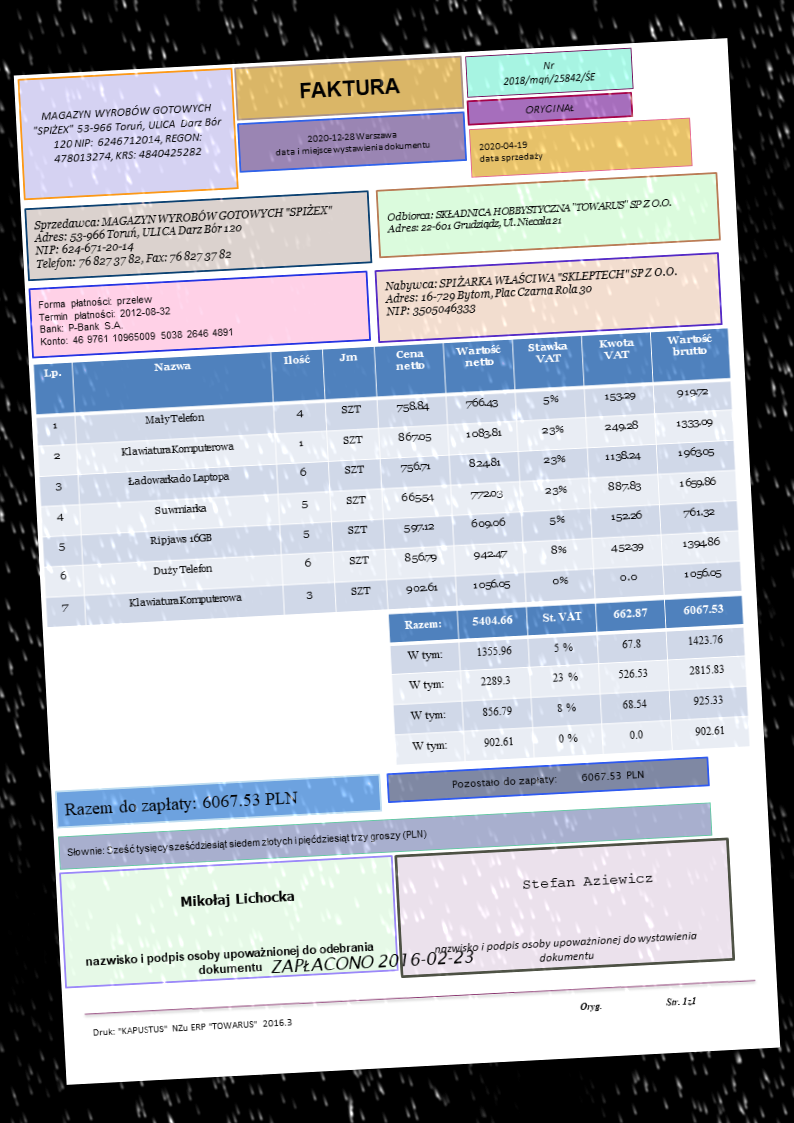 MAGAZYN WYROBÓW GOTOWYCH
"SPIŻEX" 53-966 Toruń, ULICA Darz Bór
120 NIP: 6246712014, REGON:
478013274, KRS: 4840425282
FAKTURA
2020-12-28 Warszawa
data i miejsce wystawienia dokumentu
Nr
2018/mąń/25842/ŚE
ORYGINAŁ
2020-04-19
data sprzedaży
Sprzedawca: MAGAZYN WYROBÓW GOTOWYCH "SPIŻEX"
Adres: 53-966 Toruń, ULICA Darz Bór 120
NIP: 624-671-20-14
Telefon: 76 827 37 82, Fax: 76 827 37 82
Odbiorca: SKŁADNICA HOBBYSTYCZNA "TOWARUS" SP Z O.O.
Adres: 22-601 Grudziądz, Ul. Niecała 21
Forma płatności: przelew
Termin płatności: 2012-08-32
Bank: P-Bank S.A.
Konto: 46 9761 10965009 5038 2646 4891
Nabywca: SPIŻARKA WŁAŚCIWA "SKLEPTECH" SP Z O.O.
Adres: 16-729 Bytom, Plac Czarna Rola 30
NIP: 3505046333
Lp. Nazwa Ilość Jm Cena netto Wartość netto Stawka VAT Kwota VAT Wartość brutto
1 Mały Telefon 4 SZT 758.84 766.43 5% 153.29 919.72
2 Klawiatura Komputerowa 1 SZT 867.05 1083.81 23% 249.28 1333.09
3 Ładowarka do Laptopa 6 SZT 756.71 824.81 23% 1138.24 1963.05
4 Suwmiarka 5 SZT 665.54 772.03 23% 887.83 1659.86
5 Ripjaws 16GB 5 SZT 597.12 609.06 5% 152.26 761.32
6 Duży Telefon 6 SZT 856.79 942.47 8% 452.39 1394.86
7 Klawiatura Komputerowa 3 SZT 902.61 1056.05 0% 0.0 1056.05
Razem: 5404.66 St. VAT 662.87 6067.53
W tym: 1355.96 5 % 67.8 1423.76
W tym: 2289.3 23 % 526.53 2815.83
W tym: 856.79 8 % 68.54 925.33
W tym: 902.61 0 % 0.0 902.61
Razem do zapłaty: 6067.53 PLN
Pozostało do zapłaty: 6067.53 PLN
Słownie: Sześć tysięcy sześćdziesiąt siedem złotych i pięćdziesiąt trzy groszy (PLN)
Mikołaj Lichocka
nazwisko i podpis osoby upoważnionej do odebrania
dokumentu
Stefan Aziewicz
nazwisko i podpis osoby upoważnionej do wystawienia
dokumentu
ZAPŁACONO 2016-02-23
Druk: "KAPUSTUS" NZu ERP "TOWARUS" 2016.3
Oryg.
Str. 1z1